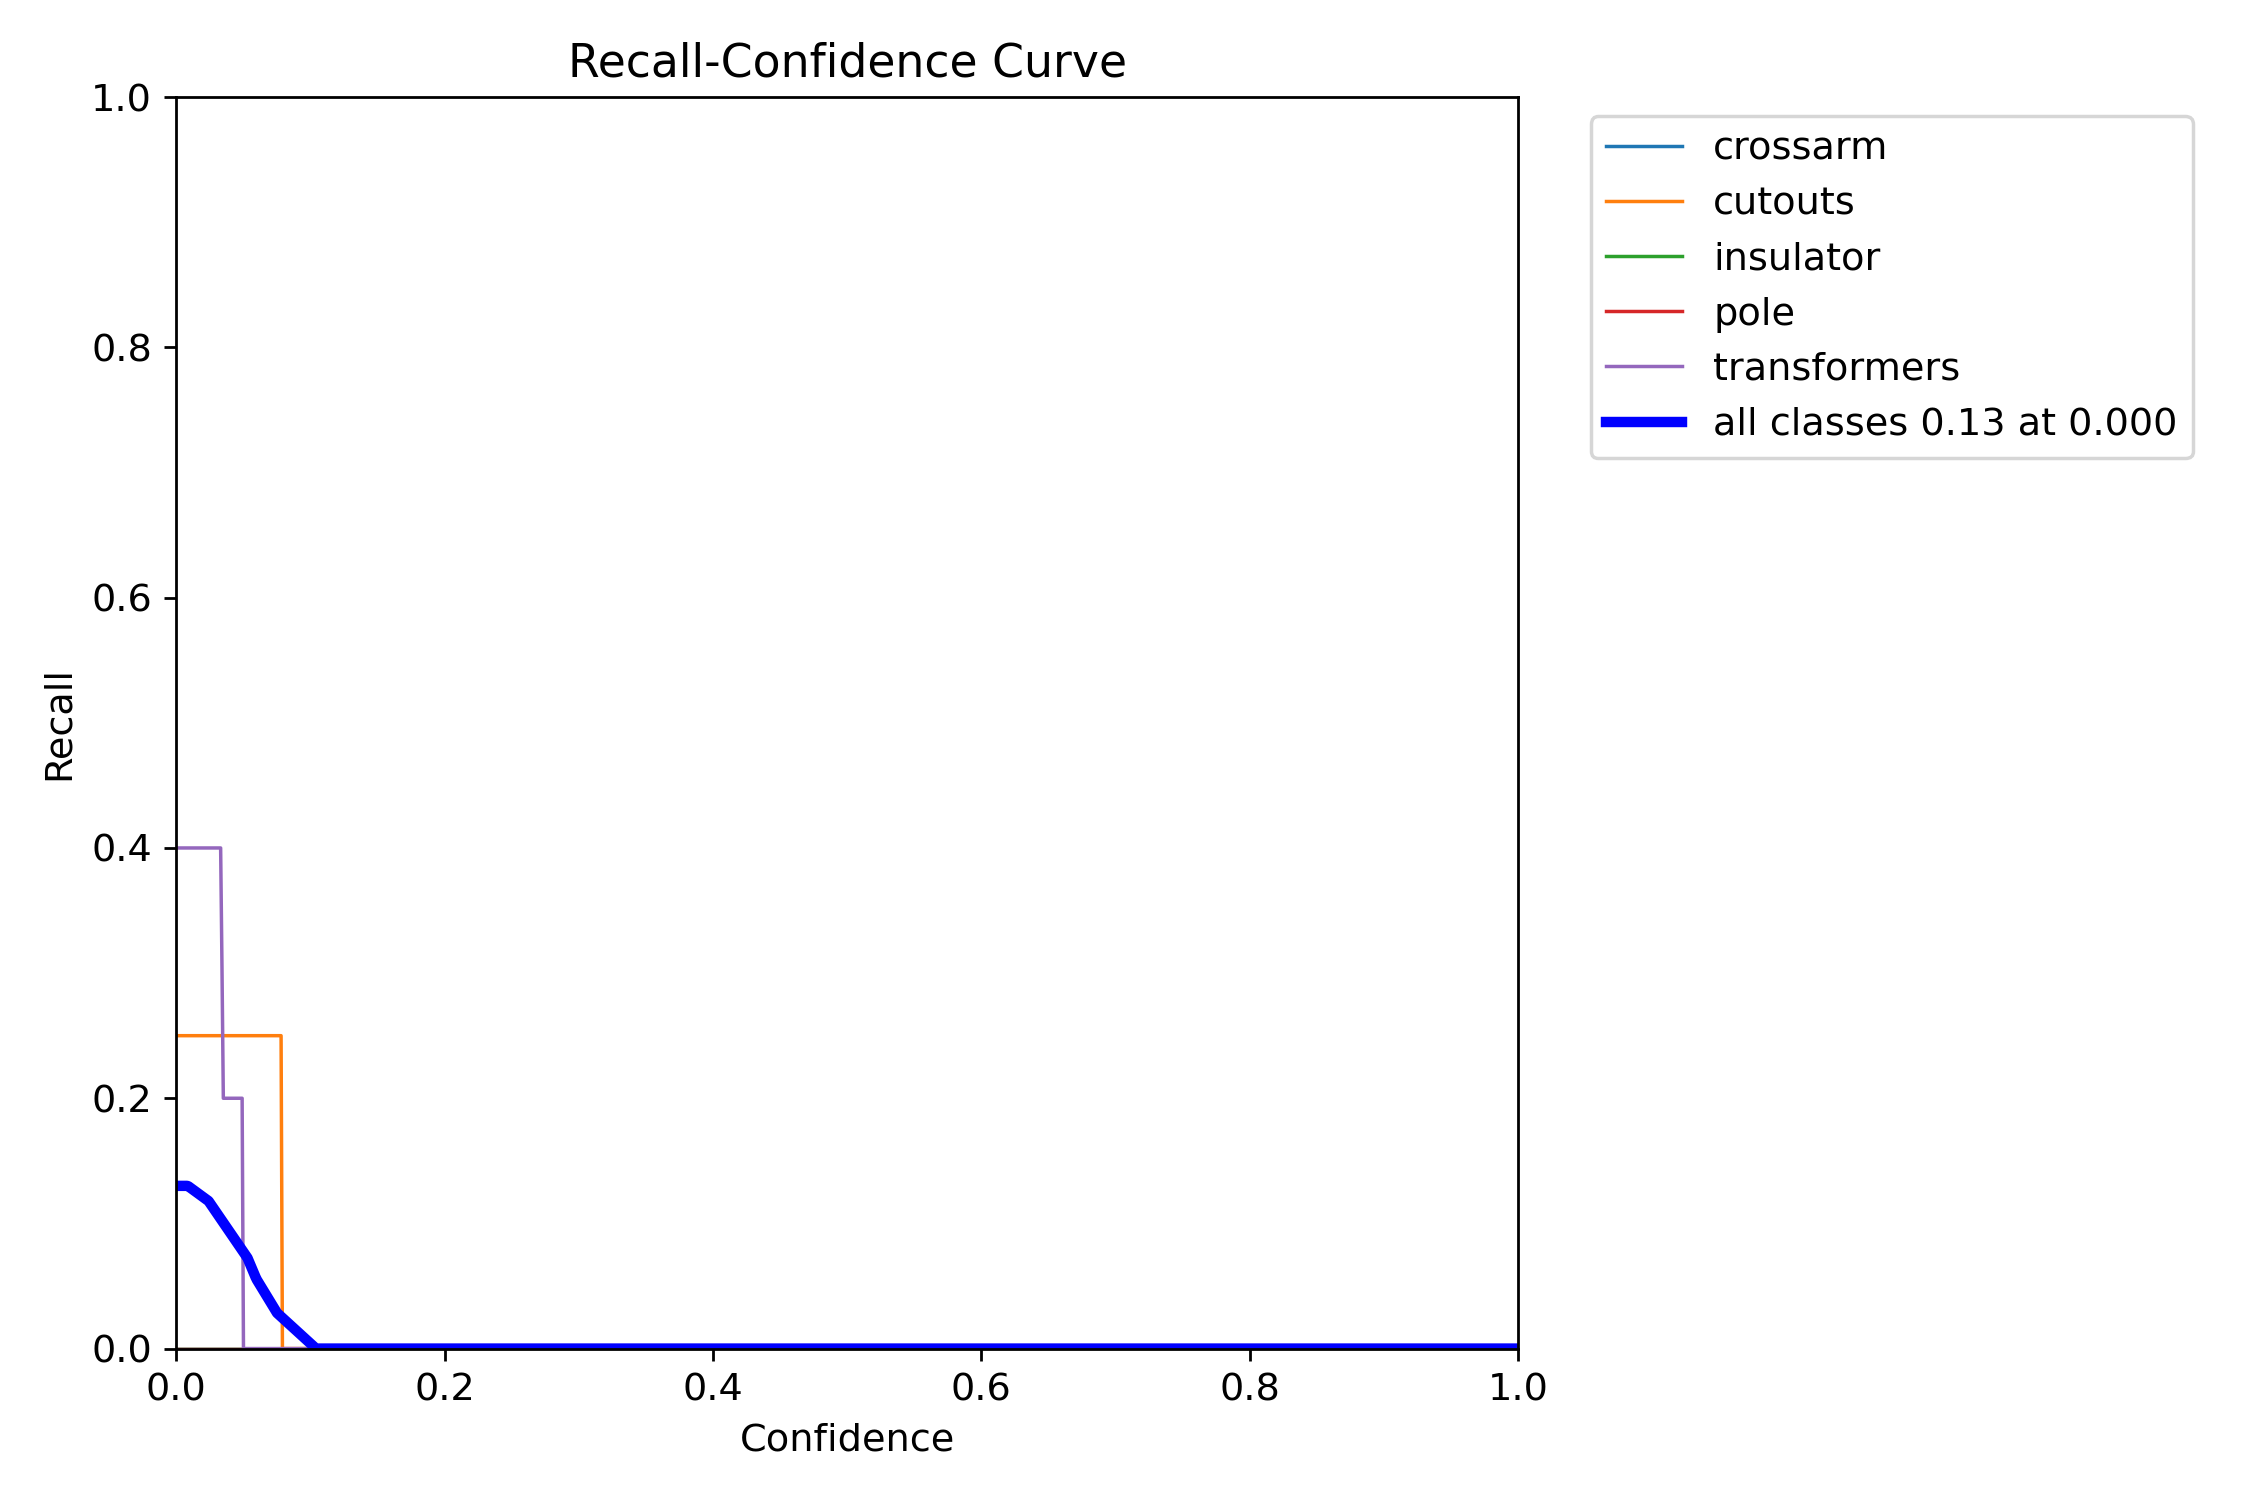 Recall-Confidence Curve
1.0
0.8
0.6
0.4
0.2
0.0
Recall
0.0 0.2 0.4 0.6 0.8 1.0
Confidence
crossarm
cutouts
insulator
pole
transformers
all classes 0.13 at 0.000